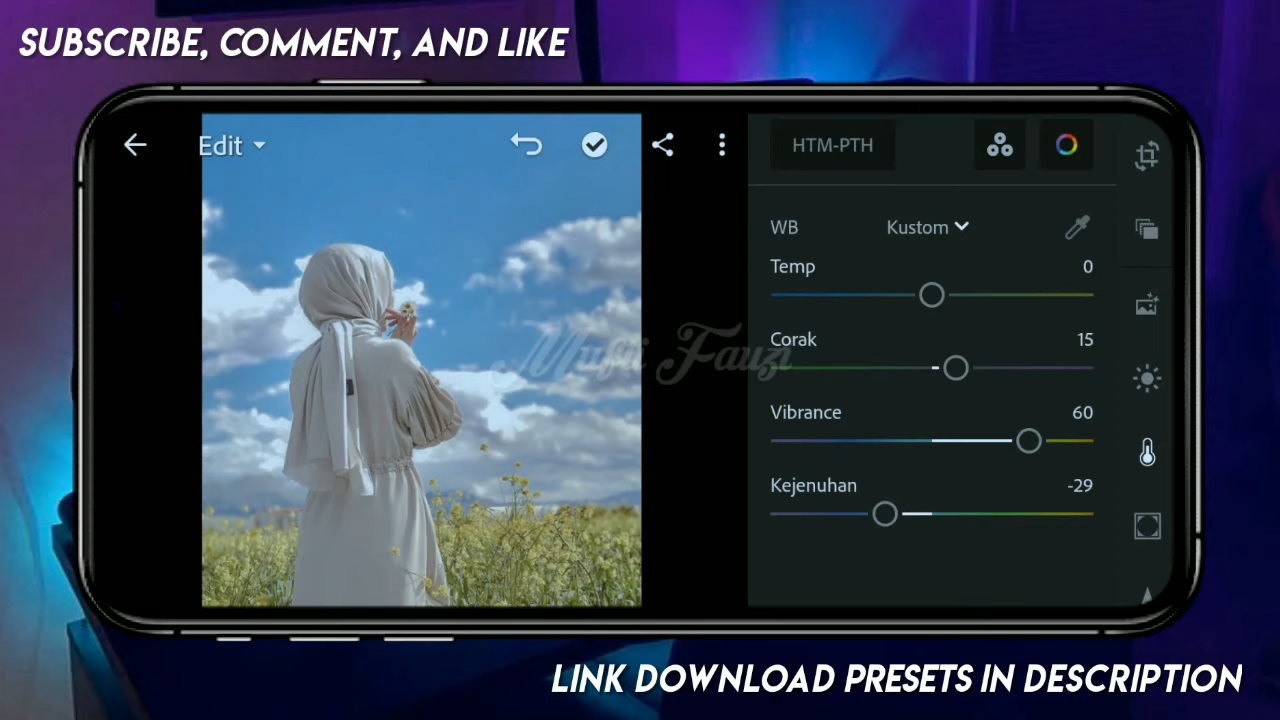 SUBSCRIBE, COMMENT, AND LIKE
Edit
HTM-PTH
WB
Kustom
Temp
0
Corak
15
Fauzi
Vibrance
60
Kejenuhan
-29
LINK DOWNLOAD PRESETS IN DESCRIPTION